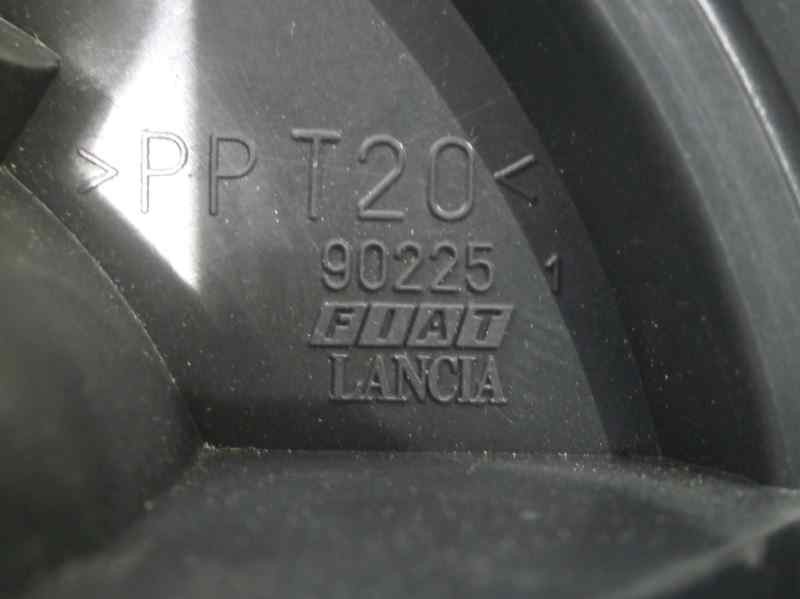 >PP T20<
90225 1
FIAT
LANCIA